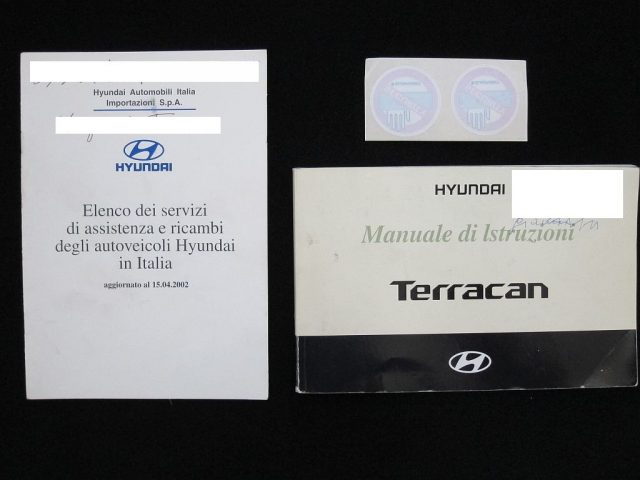 Hyundai Automobili Italia
Importazioni S.p.A.
HYUNDAI
Elenco dei servizi
di assistenza e ricambi
degli autoveicoli Hyundai
in Italia
aggiornato al 15.04.2002
HYUNDAI
Manuale di Istruzioni
Terracan